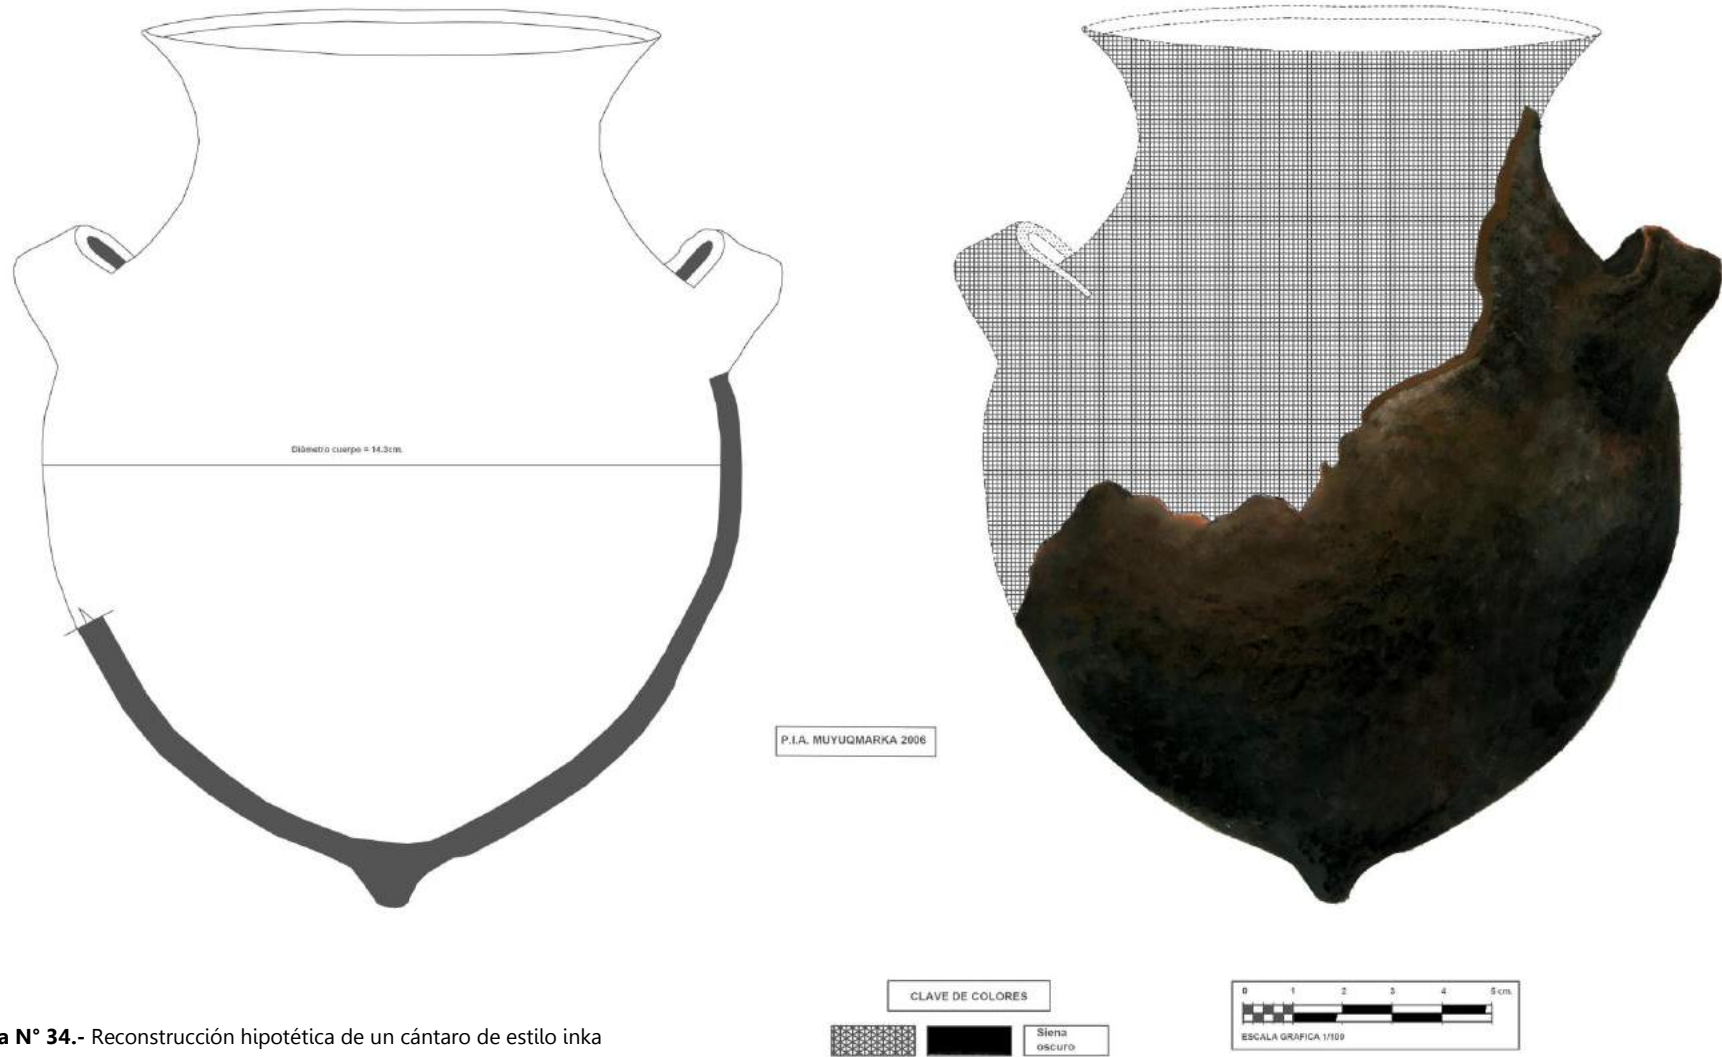 Diámetro cuerpo = 14.3cm.
P.I.A. MUYUQMARKA 2006
CLAVE DE COLORES
Siena
oscuro
0 1 2 3 4 5 cm.
ESCALA GRAFICA 1/100
a N° 34.- Reconstrucción hipotética de un cántaro de estilo inka